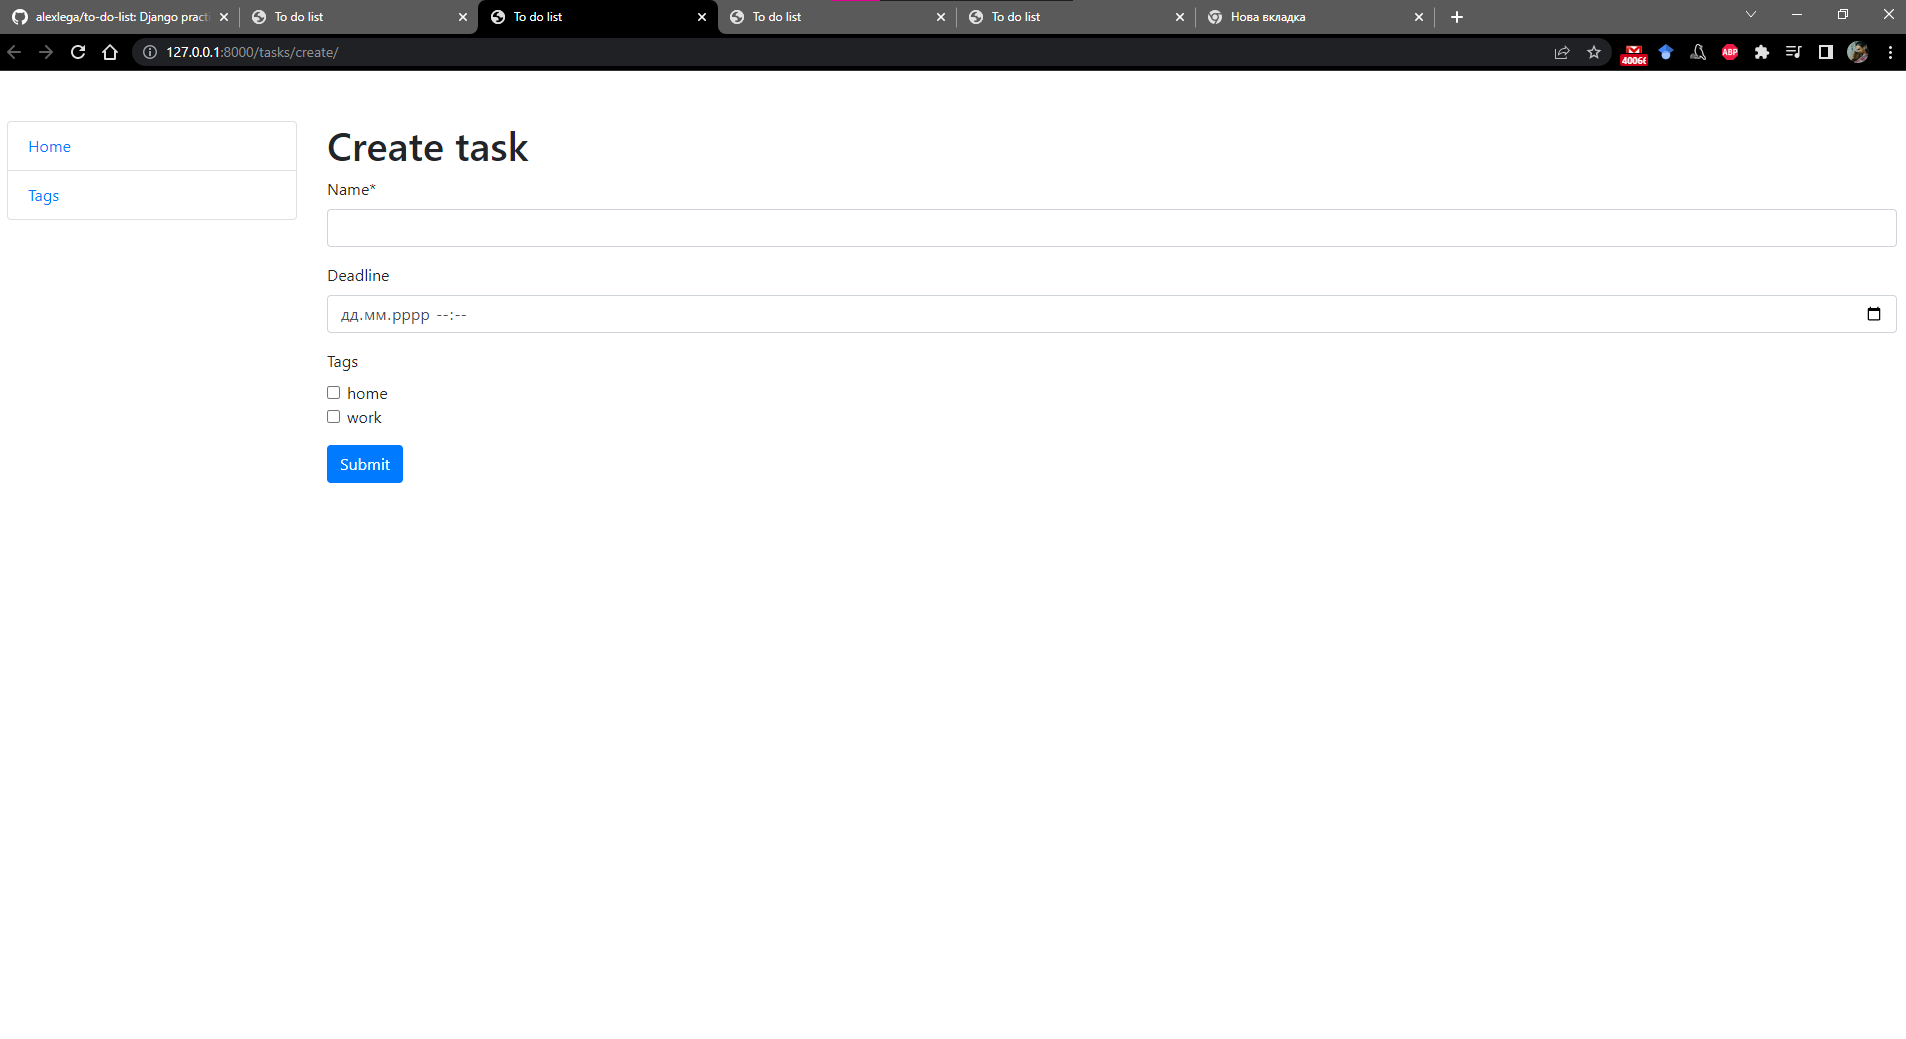 alexlega/to-do-list: Django practi
To do list
To do list
To do list
To do list
Нова вкладка
127.0.0.1:8000/tasks/create/
4006
ABP
Home
Tags
Create task
Name*
Deadline
дд.мм.рррр --:--
Tags
home
work
Submit